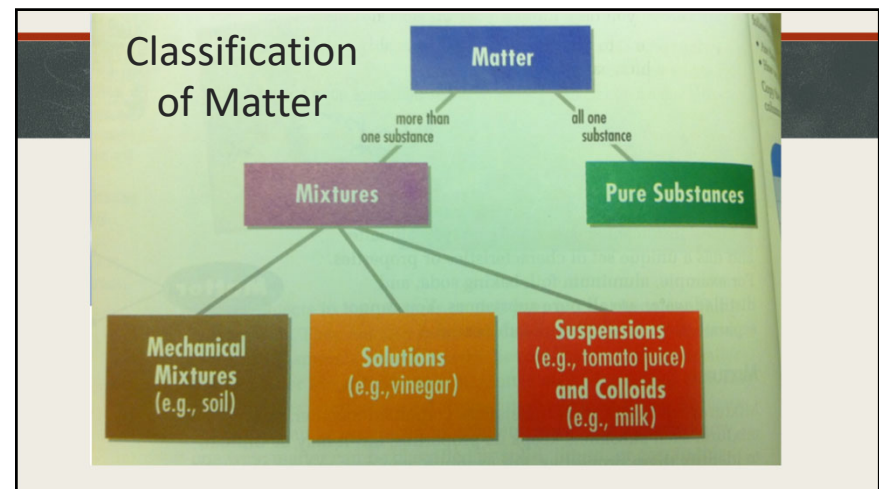 Classification
of Matter
Matter
more than
one substance
all one
substance
Mixtures
Pure Substances
Mechanical
Mixtures
(e.g., soil)
Solutions
(e.g.,vinegar)
Suspensions
(e.g., tomato juice)
and Colloids
(e.g., milk)